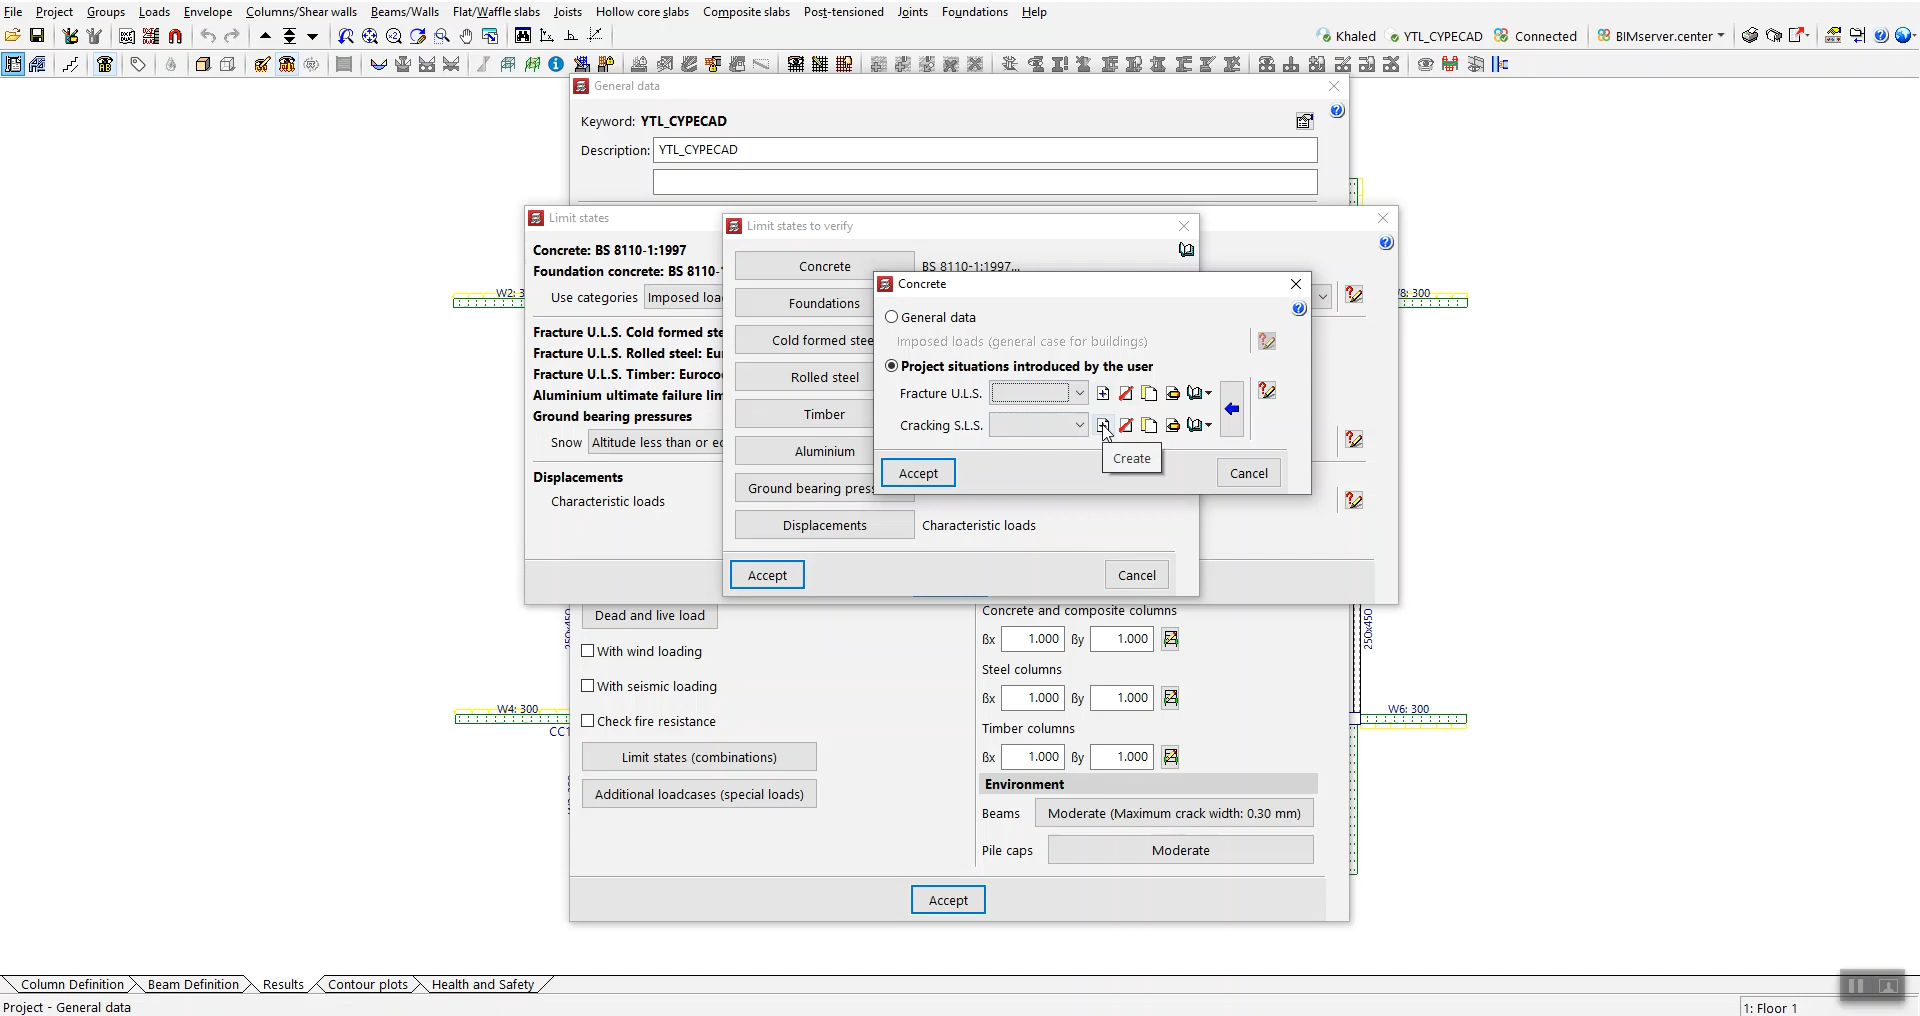 File Project Groups Loads Envelope Columns/Shear walls Beams/Walls Flat/Waffle slabs Joists Hollow core slabs Composite slabs Post-tensioned Joints Foundations Help
Khaled YTL_CYPECAD Connected BIMserver.center
General data
Keyword: YTL_CYPECAD
Description: YTL_CYPECAD
Limit states
Limit states to verify
Concrete: BS 8110-1:1997
Foundation concrete: BS 8110-
Use categories Imposed loa
Fracture U.L.S. Cold formed ste
Fracture U.L.S. Rolled steel: Eu
Fracture U.L.S. Timber: Euroco
Aluminium ultimate failure lim
Ground bearing pressures
Snow Altitude less than or e
Displacements
Characteristic loads
Concrete BS 8110-1:1997...
Foundations
Cold formed stee
Rolled steel
Timber
Aluminium
Ground bearing press
Displacements Characteristic loads
Accept Cancel
Concrete
General data
Imposed loads (general case for buildings)
Project situations introduced by the user
Fracture U.L.S.
Cracking S.L.S.
Create
Accept Cancel
W2: 3
8: 300
W4: 300
W6: 300
CC1
250x450
Dead and live load
With wind loading
With seismic loading
Check fire resistance
Limit states (combinations)
Additional loadcases (special loads)
Concrete and composite columns
ßx 1.000 ßy 1.000
Steel columns
ßx 1.000 ßy 1.000
Timber columns
ßx 1.000 ßy 1.000
Environment
Beams Moderate (Maximum crack width: 0.30 mm)
Pile caps Moderate
Accept
Column Definition Beam Definition Results Contour plots Health and Safety
Project - General data
1: Floor 1